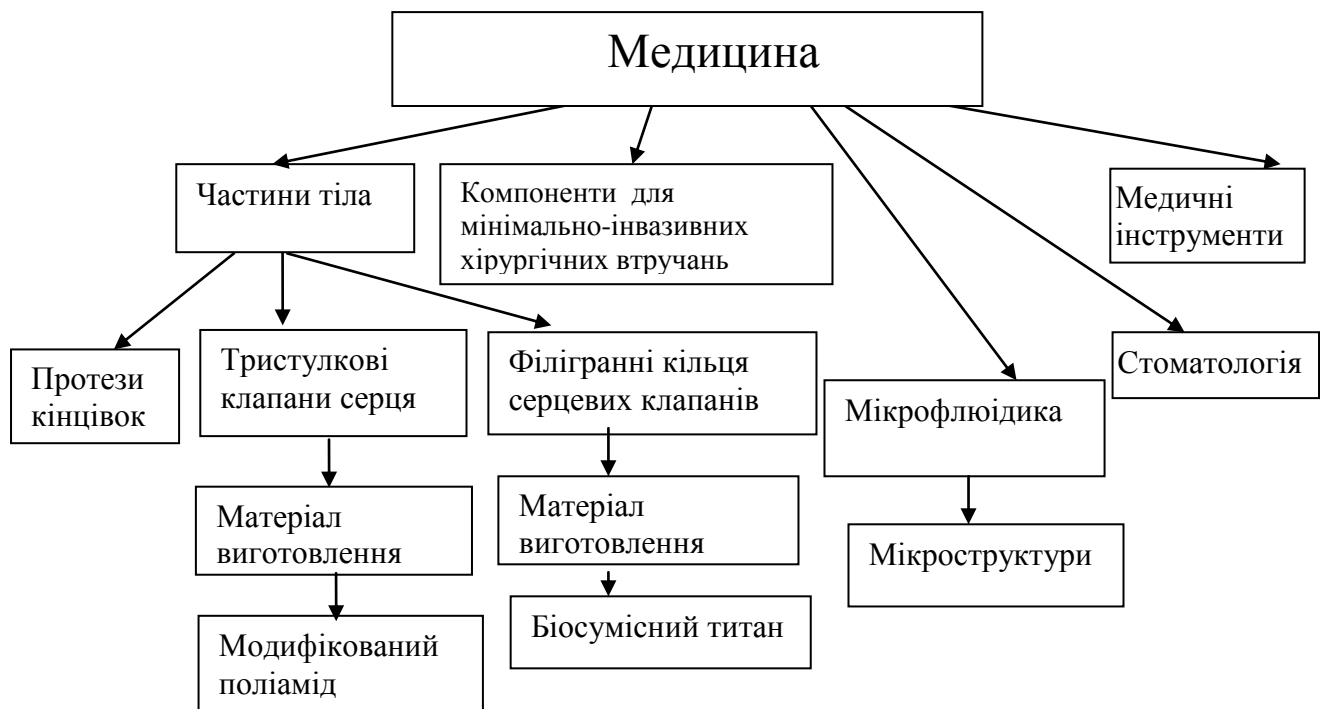 Медицина
Частини тіла
Компоненти для
мінімально-інвазивних
хірургічних втручань
Медичні
інструменти
Протези
кінцівок
Тристулкові
клапани серця
Філігранні кільця
серцевих клапанів
Мікрофлюідика
Стоматологія
Матеріал
виготовлення
Матеріал
виготовлення
Мікроструктури
Модифікований
поліамід
Біосумісний титан